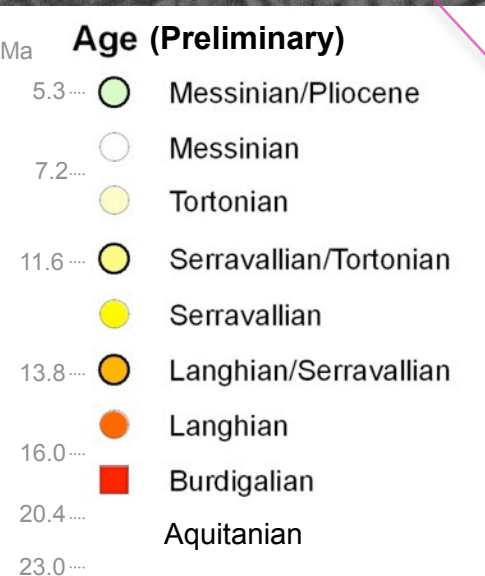 Ma Age (Preliminary)
5.3 Messinian/Pliocene
Messinian
7.2
Tortonian
11.6 Serravallian/Tortonian
Serravallian
13.8 Langhian/Serravallian
Langhian
16.0
Burdigalian
20.4
Aquitanian
23.0